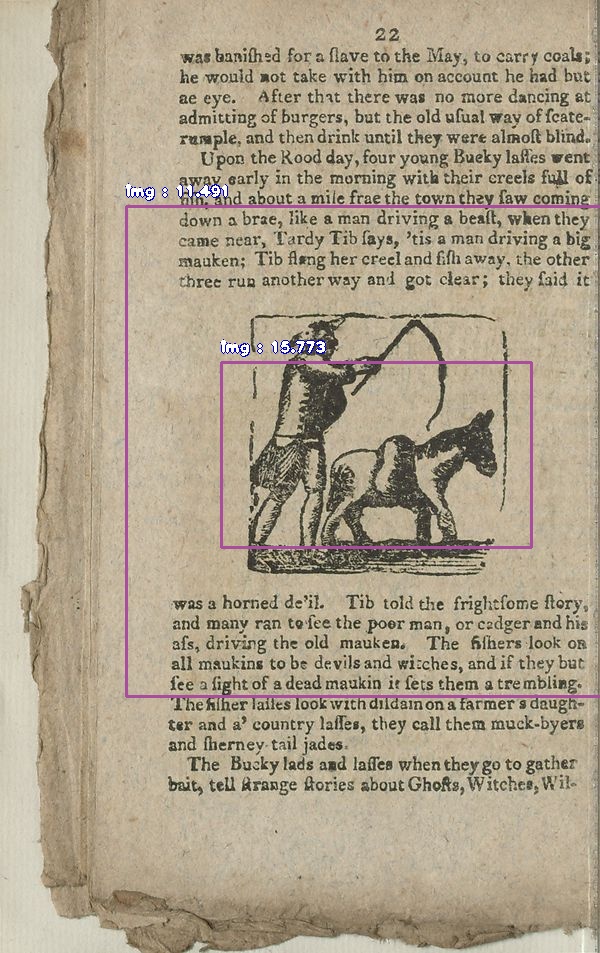 22
was baniſhed for a ſlave to the May, to carry coals;
he would not take with him on account he had but
ae eye. After that there was no more dancing at
admitting of burgers, but the old uſual way of ſcate-
rumple, and then drink until they were almoſt blind.
Upon the Rood day, four young Bucky laſſes went
away early in the morning with their creels full of
img : 11.491
and about a mile frae the town they ſaw coming
down a brae, like a man driving a beaſt, when they
came near, Tardy Tib ſays, 'tis a man driving a big
mauken; Tib flang her creel and fiſh away, the other
three run another way and got clear; they ſaid it
img : 15.773
was a horned de'il. Tib told the frightſome ſtory,
and many ran to ſee the poor man, or cadger and his
aſs, driving the old mauken. The fiſhers look on
all maukins to be devils and witches, and if they but
ſee a ſight of a dead maukin it ſets them a trembling.
The fiſher laſſes look with diſdain on a farmer's daugh-
ter and a' country laſſes, they call them muck-byers
and ſherney tail jades.
The Bucky lads and laſſes when they go to gather
bait, tell ſtrange ſtories about Ghoſts, Witches, Wil-